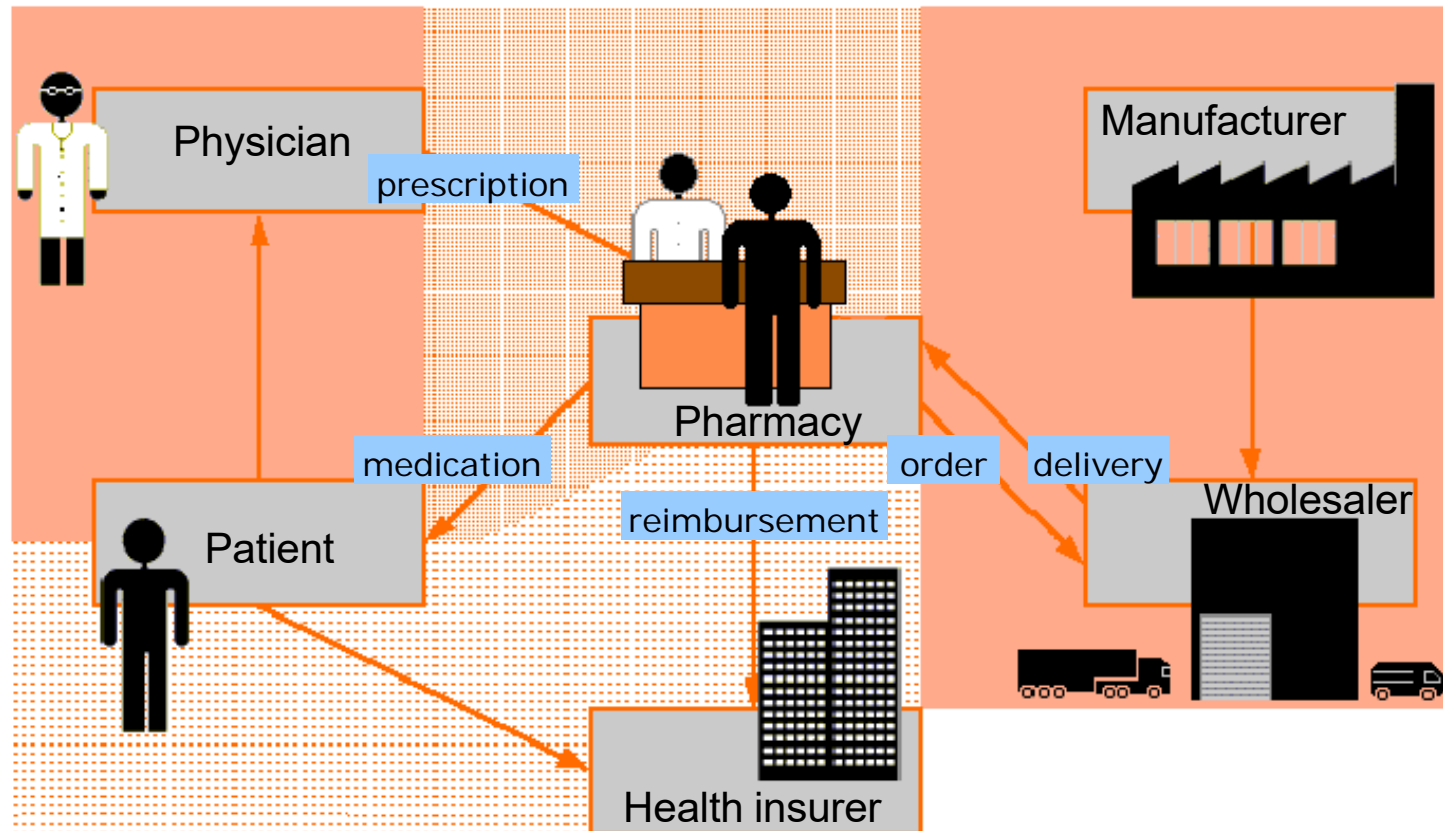 Physician
Manufacturer
prescription
Pharmacy
medication
order
delivery
Wholesaler
reimbursement
Patient
Health insurer